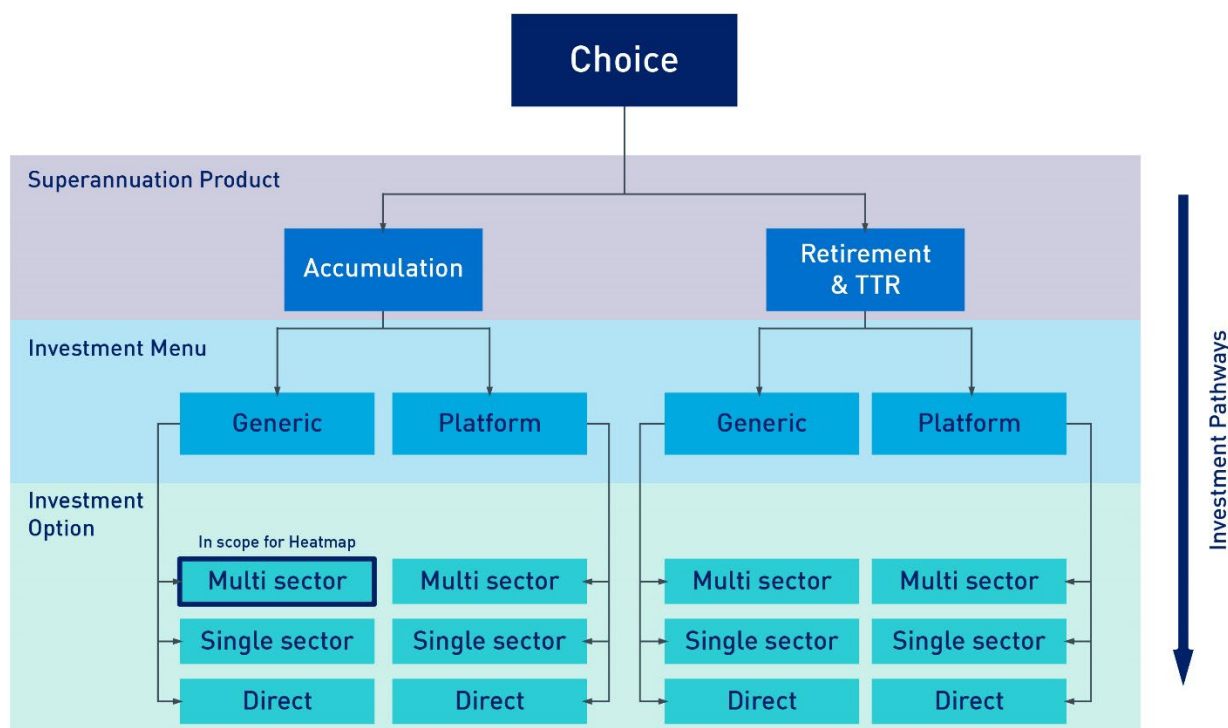 Choice
Superannuation Product
Accumulation
Retirement
& TTR
Investment Menu
Generic
Platform
Generic
Platform
Investment
Option
In scope for Heatmap
Multi sector
Multi sector
Multi sector
Multi sector
Single sector
Single sector
Single sector
Single sector
Direct
Direct
Direct
Direct
Investment Pathways